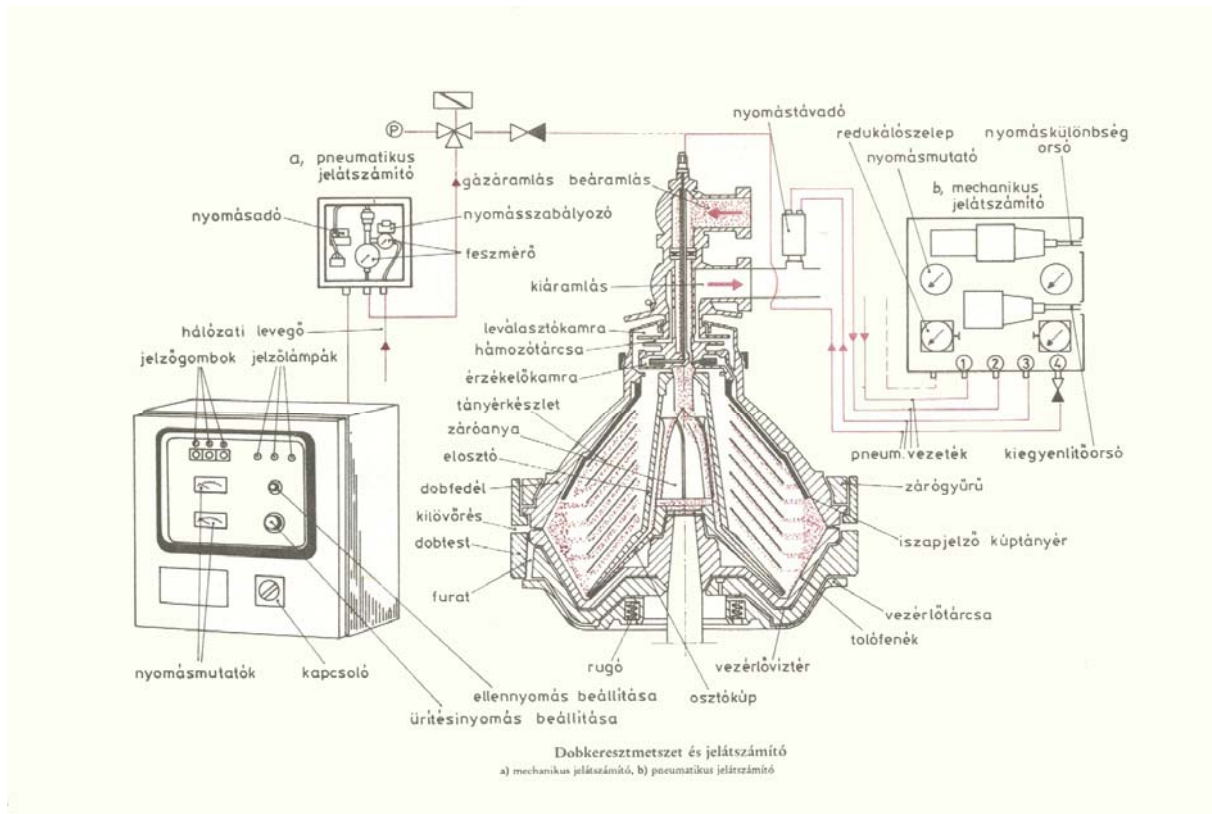 P
a, pneumatikus
jelátszámító
nyomásadó
nyomásszabályozó
feszmérő
gázáramlás beáramlás
nyomástávadó
redukálószelep
nyomásmutató
nyomáskülönbség
orsó
b, mechanikus
jelátszámító
1 2 3 4
pneum. vezeték
kiegyenlítőorsó
hálózati levegő
jelzőgombok
jelzőlámpák
kiáramlás
leválasztókamra
hámozótárcsa
érzékelőkamra
tányérkészlet
záróanya
elosztó
dobfedél
kilövőrés
dobtest
furat
zárógyűrű
iszapjelző kúptányér
vezérlőtárcsa
tolófenék
rugó
vezérlővíztér
osztókúp
nyomásmutatók
kapcsoló
ellennyomás beállítása
ürítésinyomás beállítása
Dobkeresztmetszet és jelátszámító
a) mechanikus jelátszámító, b) pneumatikus jelátszámító